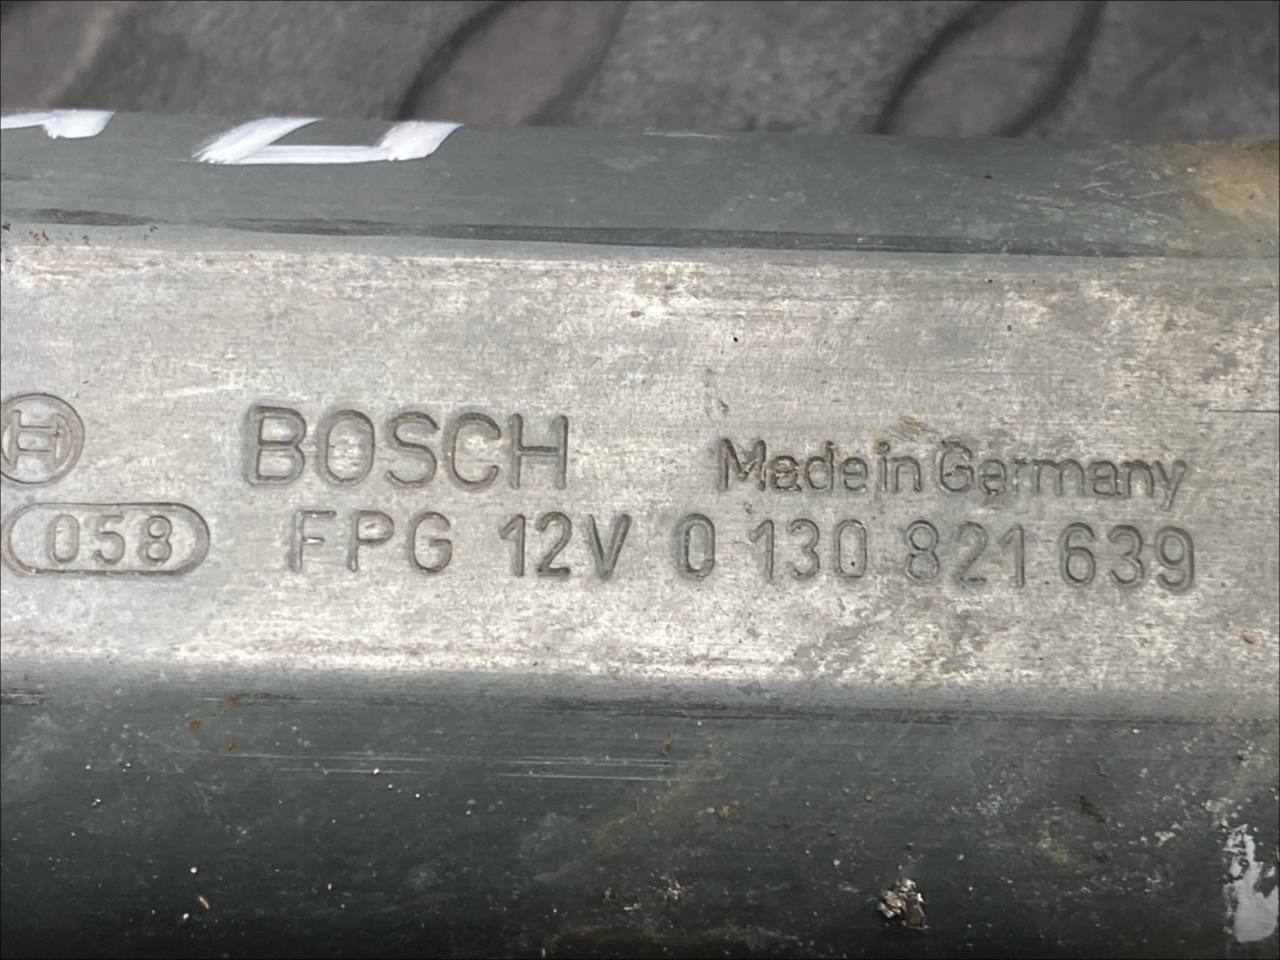 BOSCH Made in Germany
058 FPG 12V 0 130 821 639